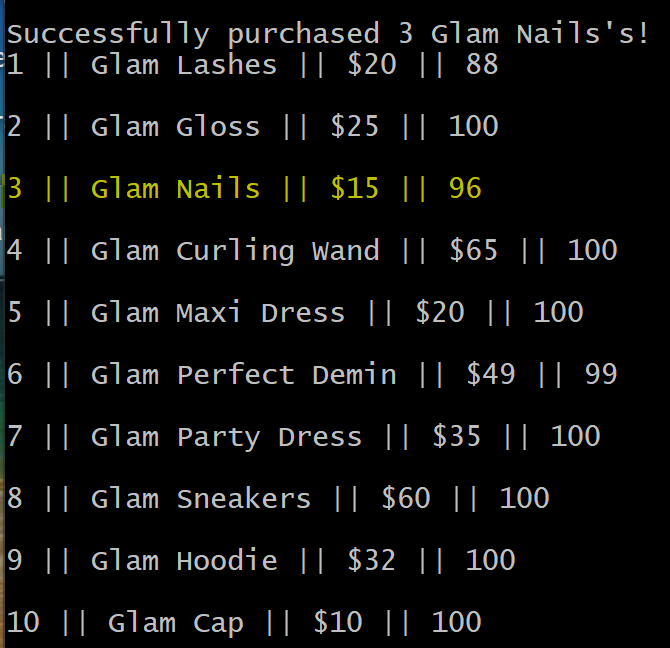 Successfully purchased 3 Glam Nails's!
1 || Glam Lashes || $20 || 88
2 || Glam Gloss || $25 || 100
3 || Glam Nails || $15 || 96
4 || Glam Curling Wand || $65 || 100
5 || Glam Maxi Dress || $20 || 100
6 || Glam Perfect Demin || $49 || 99
7 || Glam Party Dress || $35 || 100
8 || Glam Sneakers || $60 || 100
9 || Glam Hoodie || $32 || 100
10 || Glam Cap || $10 || 100